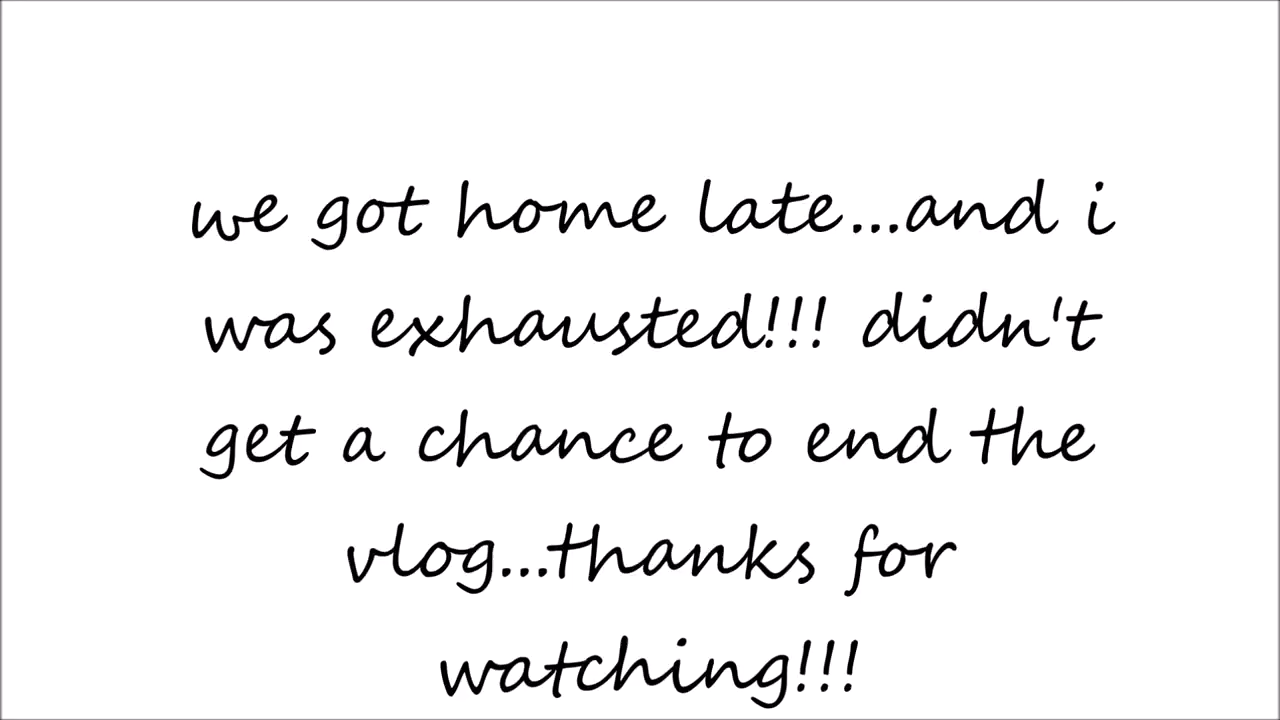 we got home late...and i
was exhausted!!! didn't
get a chance to end the
vlog...thanks for
watching!!!